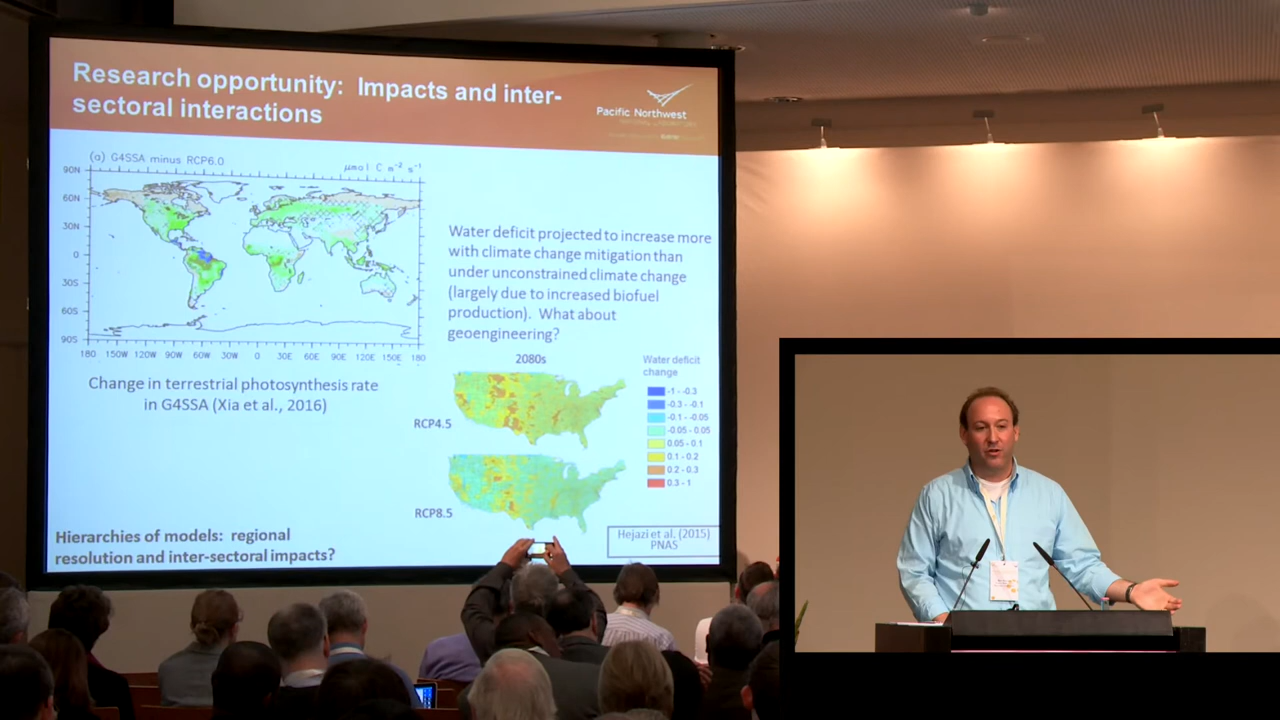 Research opportunity: Impacts and inter-
sectoral interactions
Pacific Northwest
NATIONAL LABORATORY
(a) G4SSA minus RCP6.0
μmol C m⁻² s⁻¹
90N
60N
30N
0
30S
60S
90S
180 150W 120W 90W 60W 30W 0 30E 60E 90E 120E 150E 180
Change in terrestrial photosynthesis rate
in G4SSA (Xia et al., 2016)
Water deficit projected to increase more
with climate change mitigation than
under unconstrained climate change
(largely due to increased biofuel
production). What about
geoengineering?
2080s
RCP4.5
RCP8.5
Water deficit
change
-1 - -0.3
-0.3 - -0.1
-0.1 - -0.05
-0.05 - 0.05
0.05 - 0.1
0.1 - 0.2
0.2 - 0.3
0.3 - 1
Hejazi et al. (2015)
PNAS
Hierarchies of models: regional
resolution and inter-sectoral impacts?